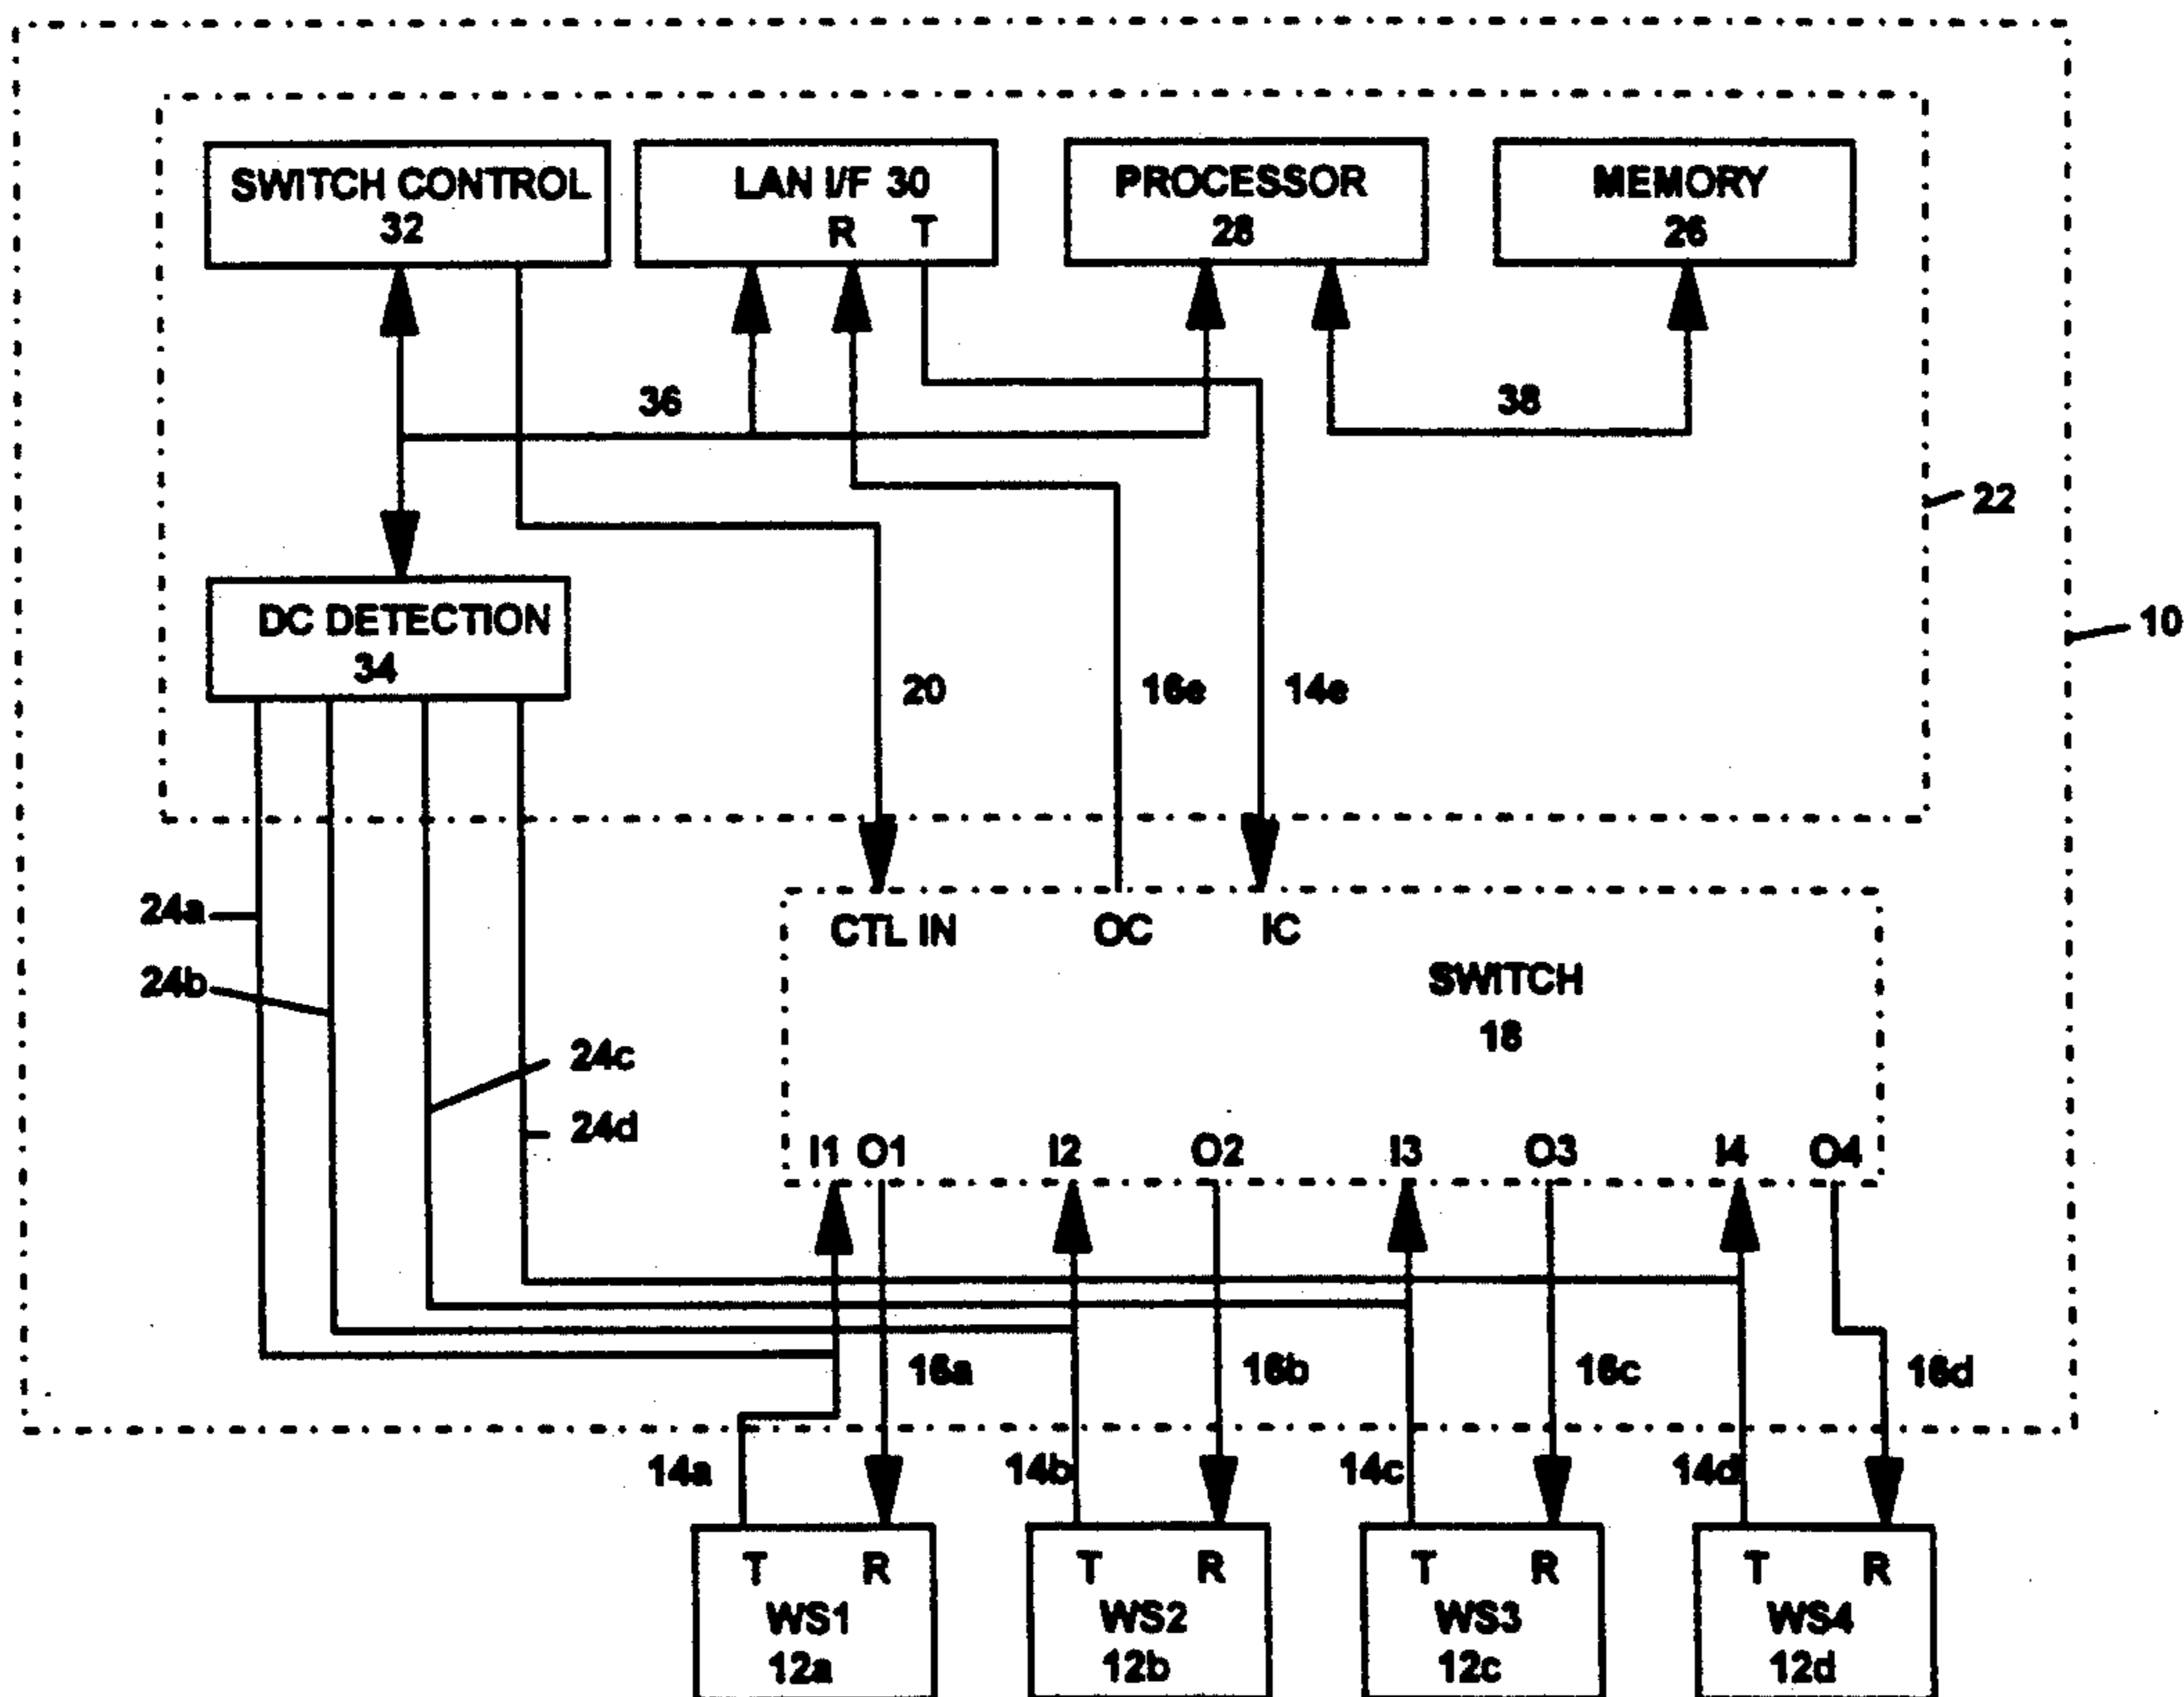 SWITCH CONTROL
32
LAN I/F 30
R T
PROCESSOR
28
MEMORY
26
36
38
22
10
DC DETECTION
34
20
16e
14e
24a
24b
24c
24d
CTL IN
OC
IC
SWITCH
18
I1 O1
I2
O2
I3
O3
I4
O4
16a
16b
16c
16d
14a
14b
14c
14d
T R
WS1
12a
T R
WS2
12b
T R
WS3
12c
T R
WS4
12d